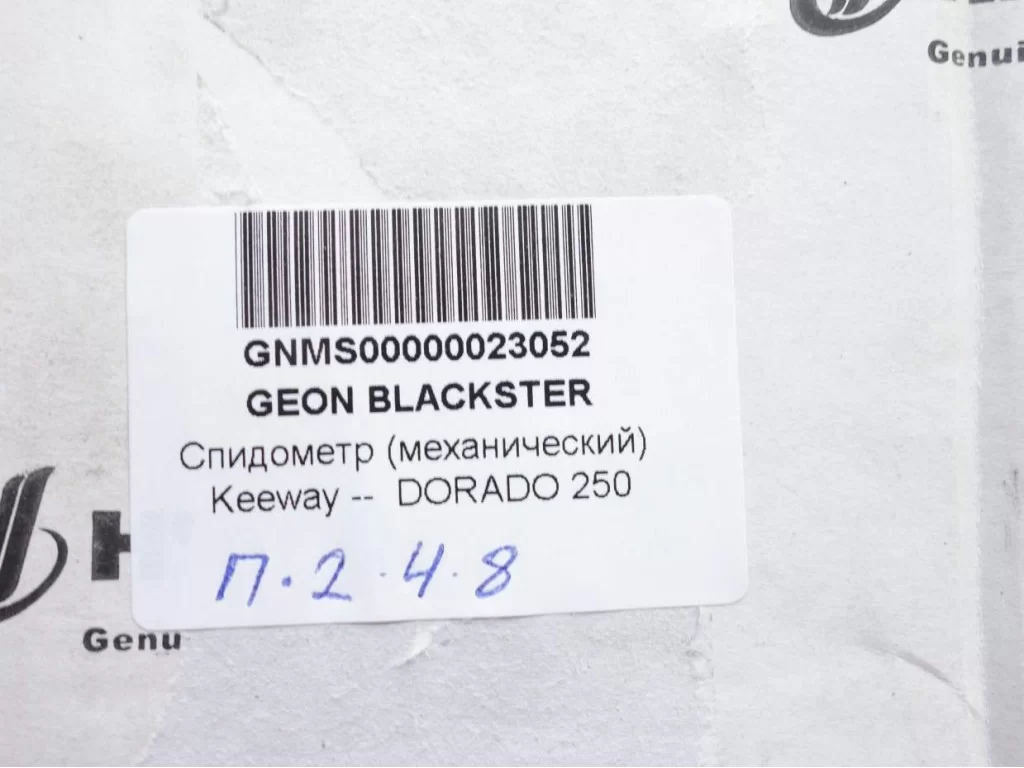 Genui
GNMS00000023052
GEON BLACKSTER
Спидометр (механический)
Keeway -- DORADO 250
П.2.4.8
H
Genu